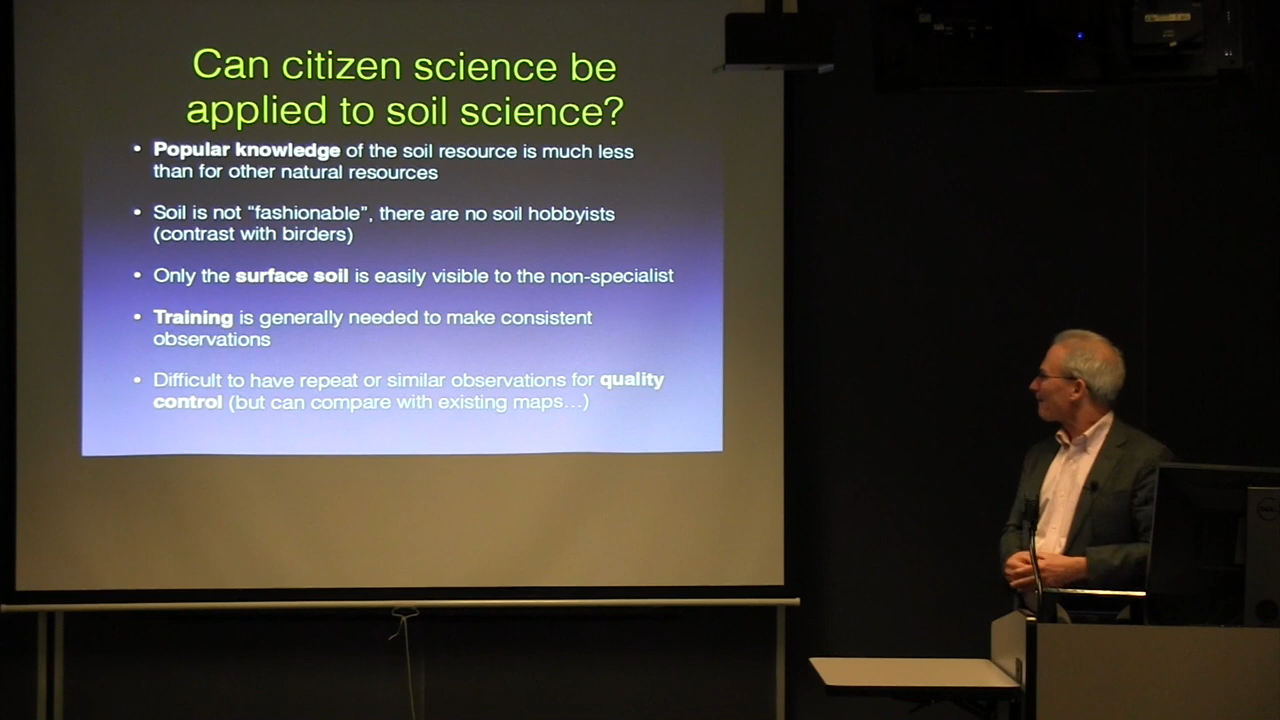 Can citizen science be
applied to soil science?
• Popular knowledge of the soil resource is much less
than for other natural resources
• Soil is not “fashionable”, there are no soil hobbyists
(contrast with birders)
• Only the surface soil is easily visible to the non-specialist
• Training is generally needed to make consistent
observations
• Difficult to have repeat or similar observations for quality
control (but can compare with existing maps…)
DELL